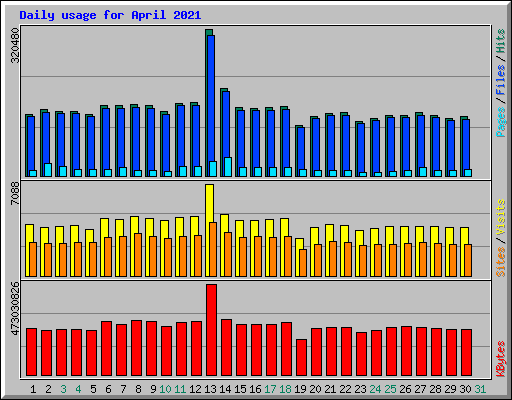 Daily usage for April 2021
320480
Pages / Files / Hits
7088
Sites / Visits
473030826
KBytes
1 2 3 4 5 6 7 8 9 10 11 12 13 14 15 16 17 18 19 20 21 22 23 24 25 26 27 28 29 30 31